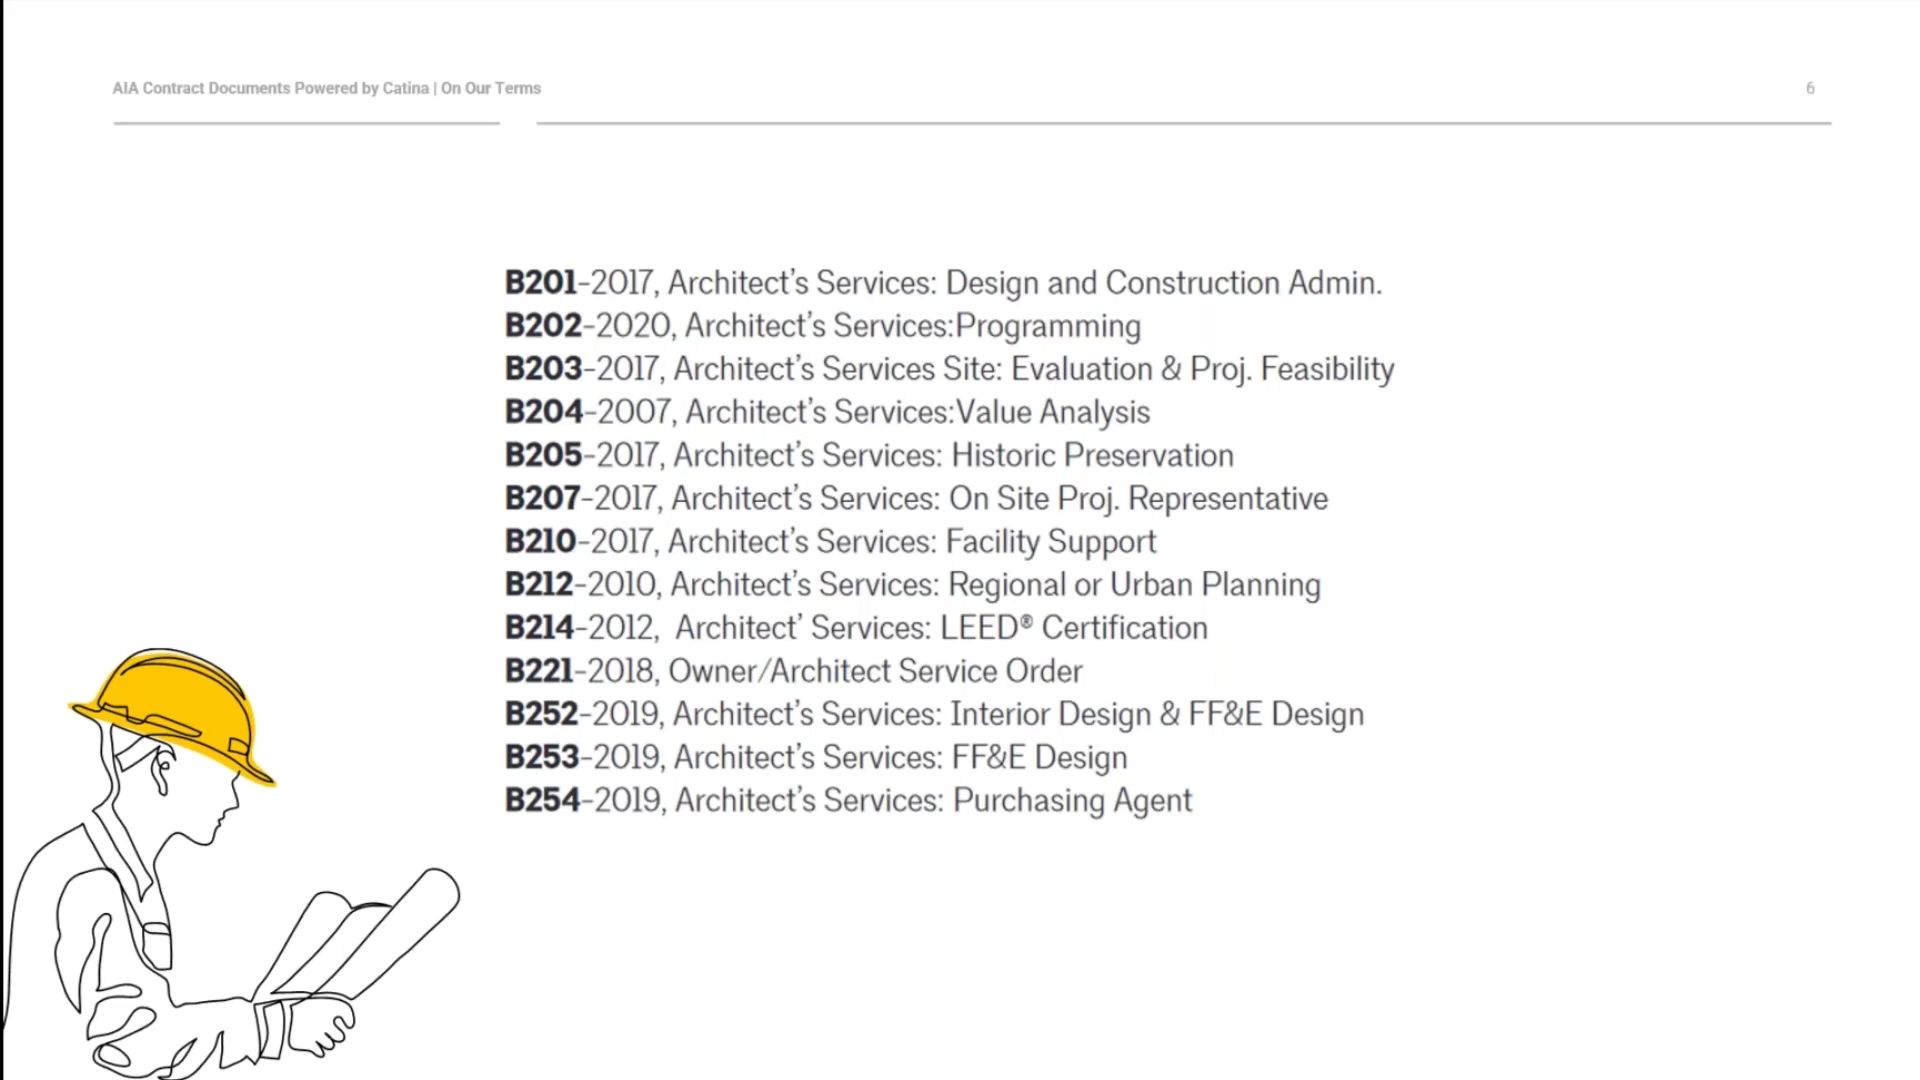 AIA Contract Documents Powered by Catina | On Our Terms
6
B201-2017, Architect’s Services: Design and Construction Admin.
B202-2020, Architect’s Services:Programming
B203-2017, Architect’s Services Site: Evaluation & Proj. Feasibility
B204-2007, Architect’s Services:Value Analysis
B205-2017, Architect’s Services: Historic Preservation
B207-2017, Architect’s Services: On Site Proj. Representative
B210-2017, Architect’s Services: Facility Support
B212-2010, Architect’s Services: Regional or Urban Planning
B214-2012, Architect’ Services: LEED® Certification
B221-2018, Owner/Architect Service Order
B252-2019, Architect’s Services: Interior Design & FF&E Design
B253-2019, Architect’s Services: FF&E Design
B254-2019, Architect’s Services: Purchasing Agent